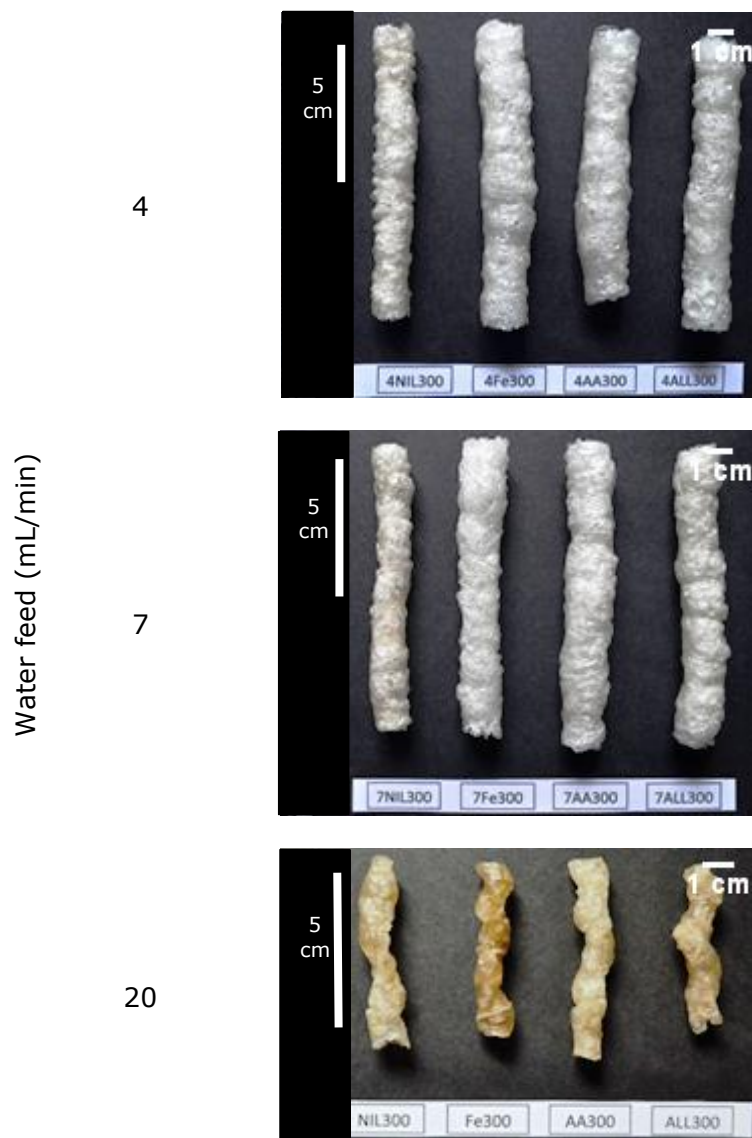 5
cm
1 cm
4
4NIL300 4Fe300 4AA300 4ALL300
Water feed (mL/min)
5
cm
1 cm
7
7NIL300 7Fe300 7AA300 7ALL300
5
cm
1 cm
20
NIL300 Fe300 AA300 ALL300